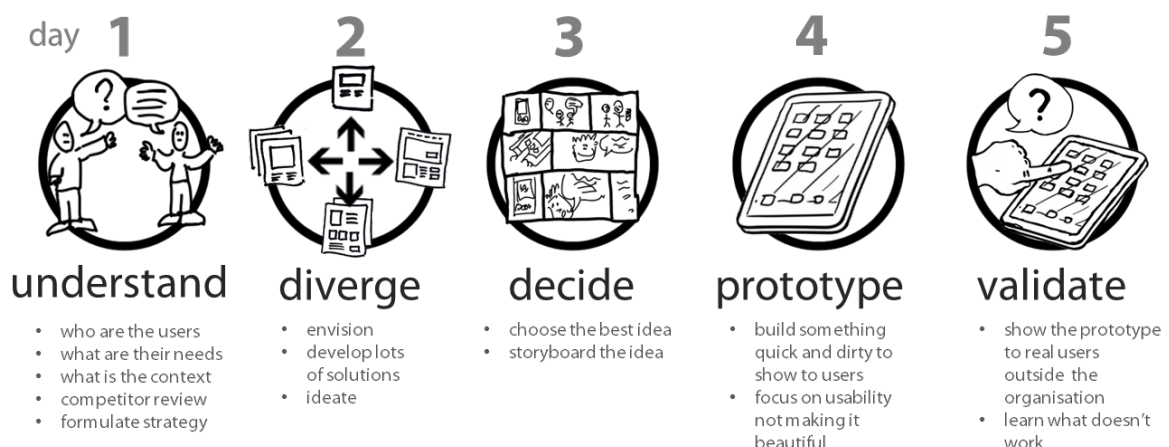 day 1 2 3 4 5
?
?
understand diverge decide prototype validate
• who are the users
• what are their needs
• what is the context
• competitor review
• formulate strategy
• envision
• develop lots
of solutions
• ideate
• choose the best idea
• storyboard the idea
• build something
quick and dirty to
show to users
• focus on usability
not making it
beautiful
• show the prototype
to real users
outside the
organisation
• learn what doesn't
work